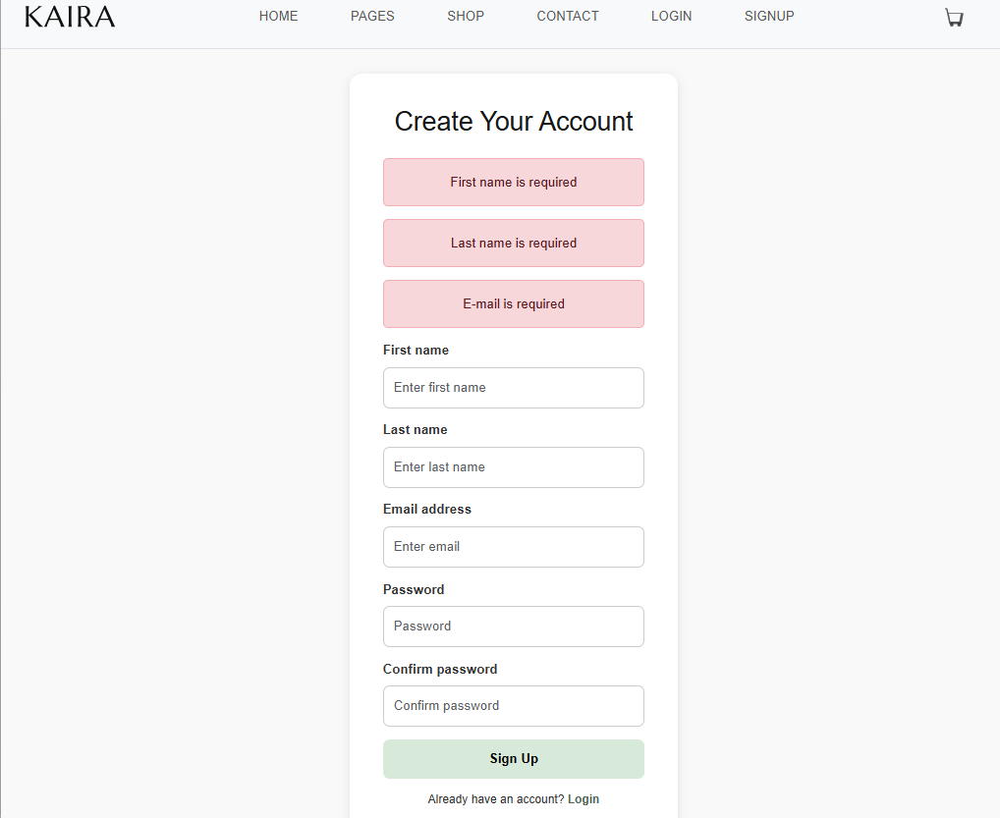 KAIRA
HOME PAGES SHOP CONTACT LOGIN SIGNUP
Create Your Account
First name is required
Last name is required
E-mail is required
First name
Enter first name
Last name
Enter last name
Email address
Enter email
Password
Password
Confirm password
Confirm password
Sign Up
Already have an account? Login